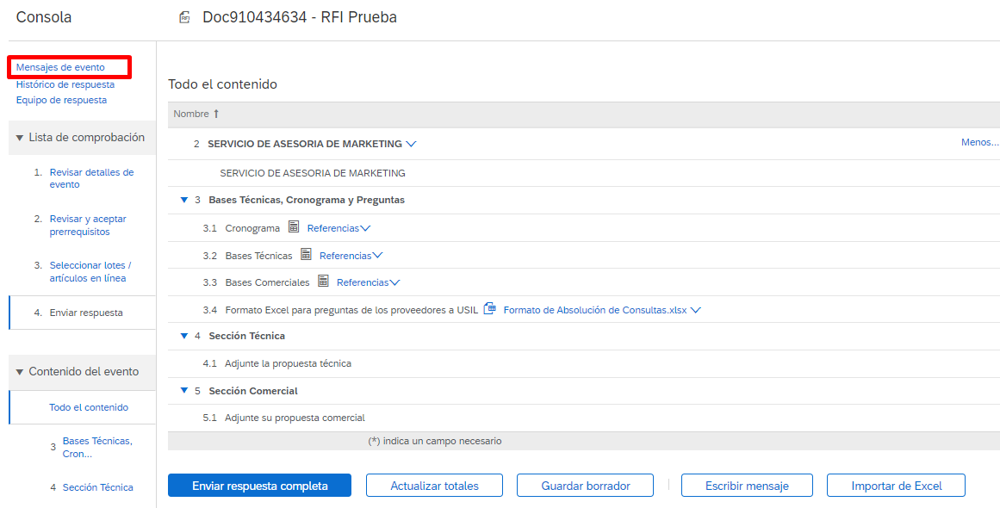 Consola
Doc910434634 - RFI Prueba
Mensajes de evento
Histórico de respuesta
Equipo de respuesta
Lista de comprobación
1. Revisar detalles de
evento
2. Revisar y aceptar
prerrequisitos
3. Seleccionar lotes /
artículos en línea
4. Enviar respuesta
Contenido del evento
Todo el contenido
3 Bases Técnicas,
Cron...
4 Sección Técnica
Todo el contenido
Nombre ↑
2 SERVICIO DE ASESORIA DE MARKETING
Menos...
SERVICIO DE ASESORIA DE MARKETING
3 Bases Técnicas, Cronograma y Preguntas
3.1 Cronograma Referencias
3.2 Bases Técnicas Referencias
3.3 Bases Comerciales Referencias
3.4 Formato Excel para preguntas de los proveedores a USIL Formato de Absolución de Consultas.xlsx
4 Sección Técnica
4.1 Adjunte la propuesta técnica
5 Sección Comercial
5.1 Adjunte su propuesta comercial
(*) indica un campo necesario
Enviar respuesta completa
Actualizar totales
Guardar borrador
Escribir mensaje
Importar de Excel